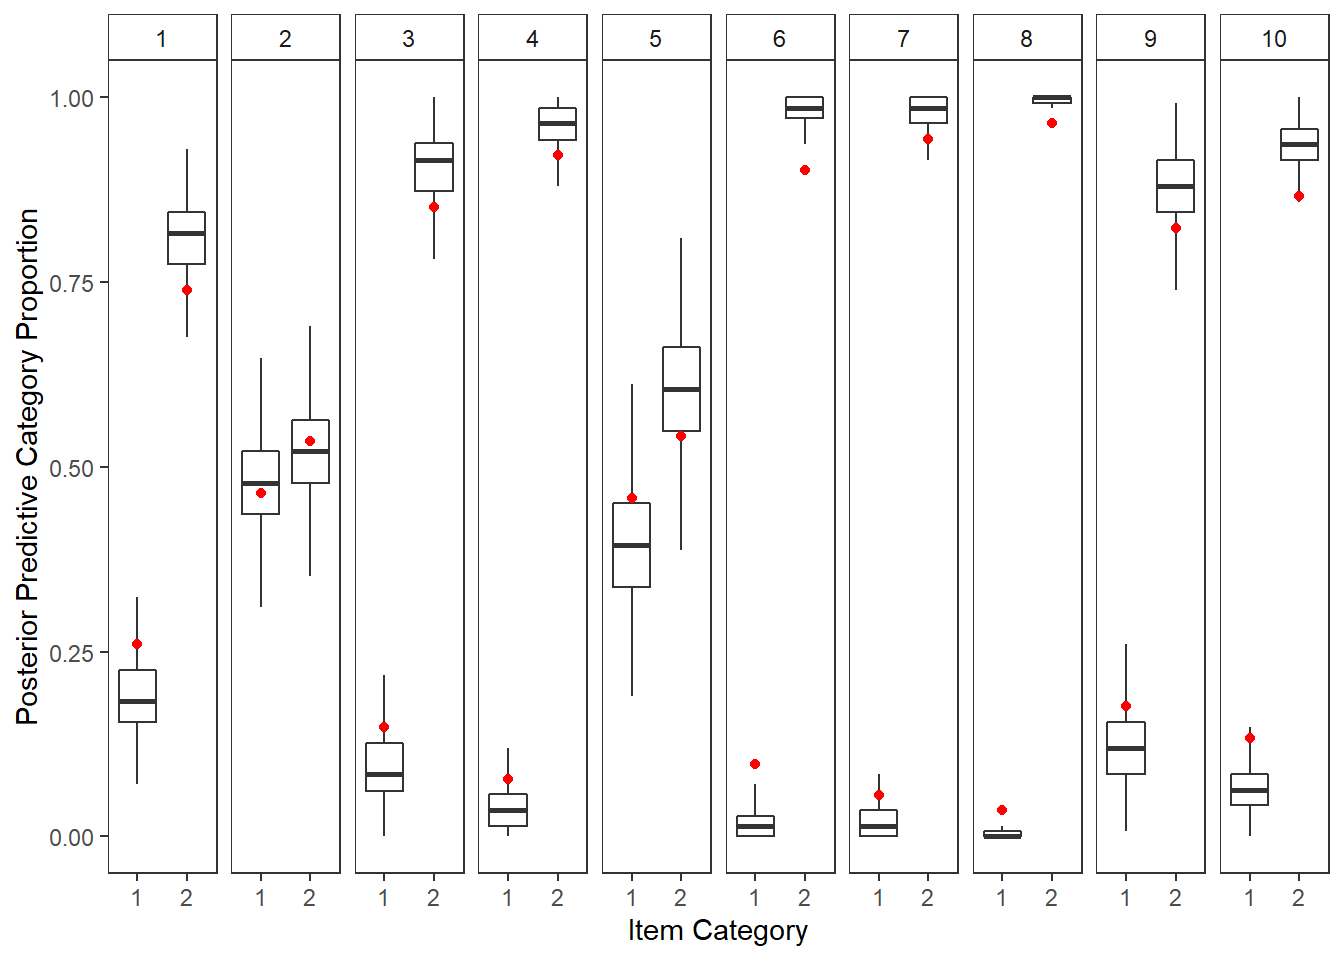 1 2 3 4 5 6 7 8 9 10
1.00
0.75
0.50
0.25
0.00
Posterior Predictive Category Proportion
1 2 1 2 1 2 1 2 1 2 1 2 1 2 1 2 1 2 1 2
Item Category